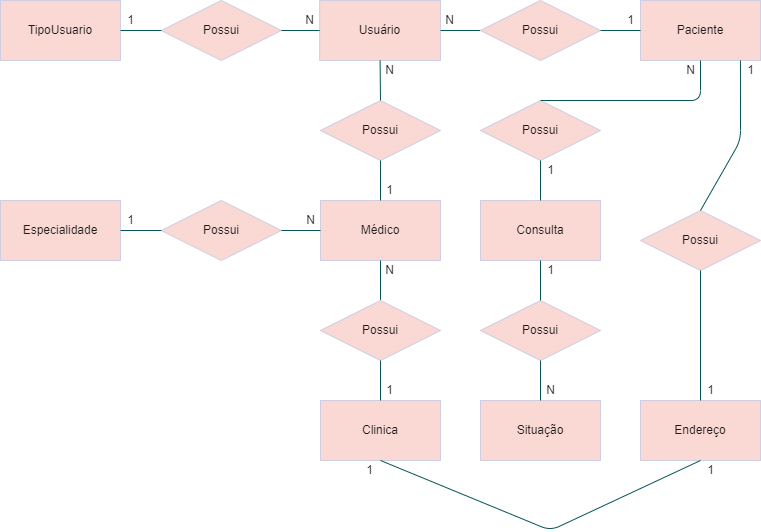 TipoUsuario 1 Possui N Usuário N Possui 1 Paciente
N N 1
Possui Possui
1 1
Possui
Especialidade 1 Possui N Médico Consulta
N 1
Possui Possui
1 N 1
Clinica Situação Endereço
1 1